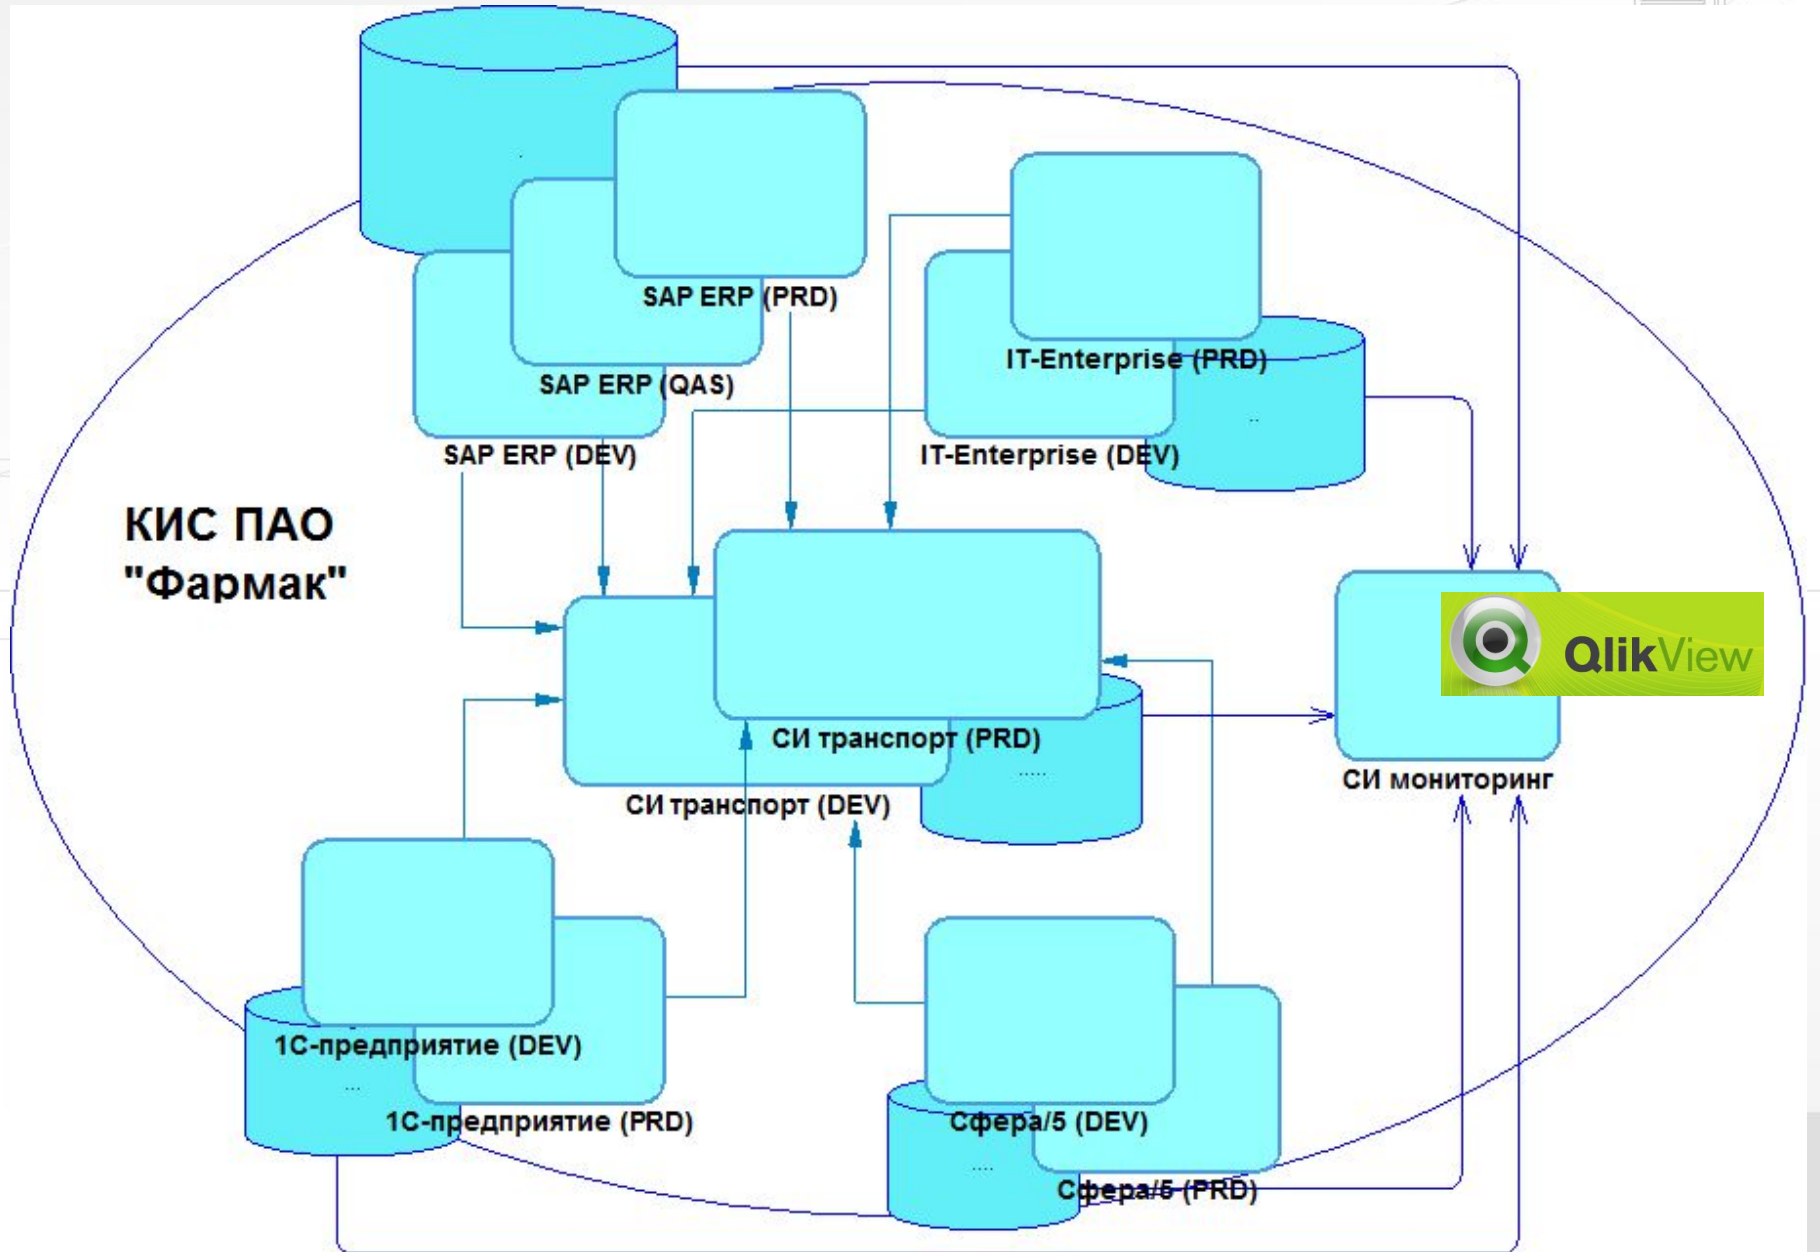 SAP ERP (PRD)
SAP ERP (QAS)
SAP ERP (DEV)
IT-Enterprise (PRD)
IT-Enterprise (DEV)
КИС ПАО
"Фармак"
QlikView
СИ транспорт (PRD)
СИ транспорт (DEV)
СИ мониторинг
1С-предприятие (DEV)
1С-предприятие (PRD)
Сфера/5 (DEV)
Сфера/5 (PRD)